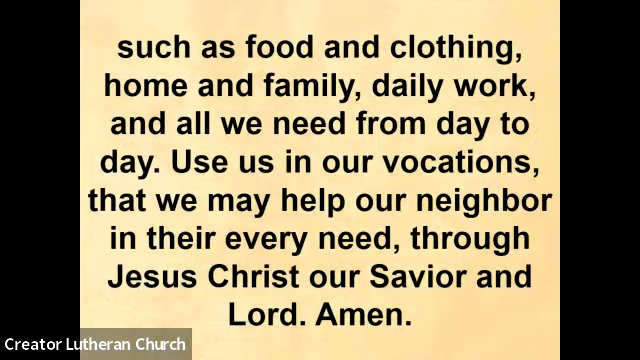 such as food and clothing,
home and family, daily work,
and all we need from day to
day. Use us in our vocations,
that we may help our neighbor
in their every need, through
Jesus Christ our Savior and
Lord. Amen.
Creator Lutheran Church